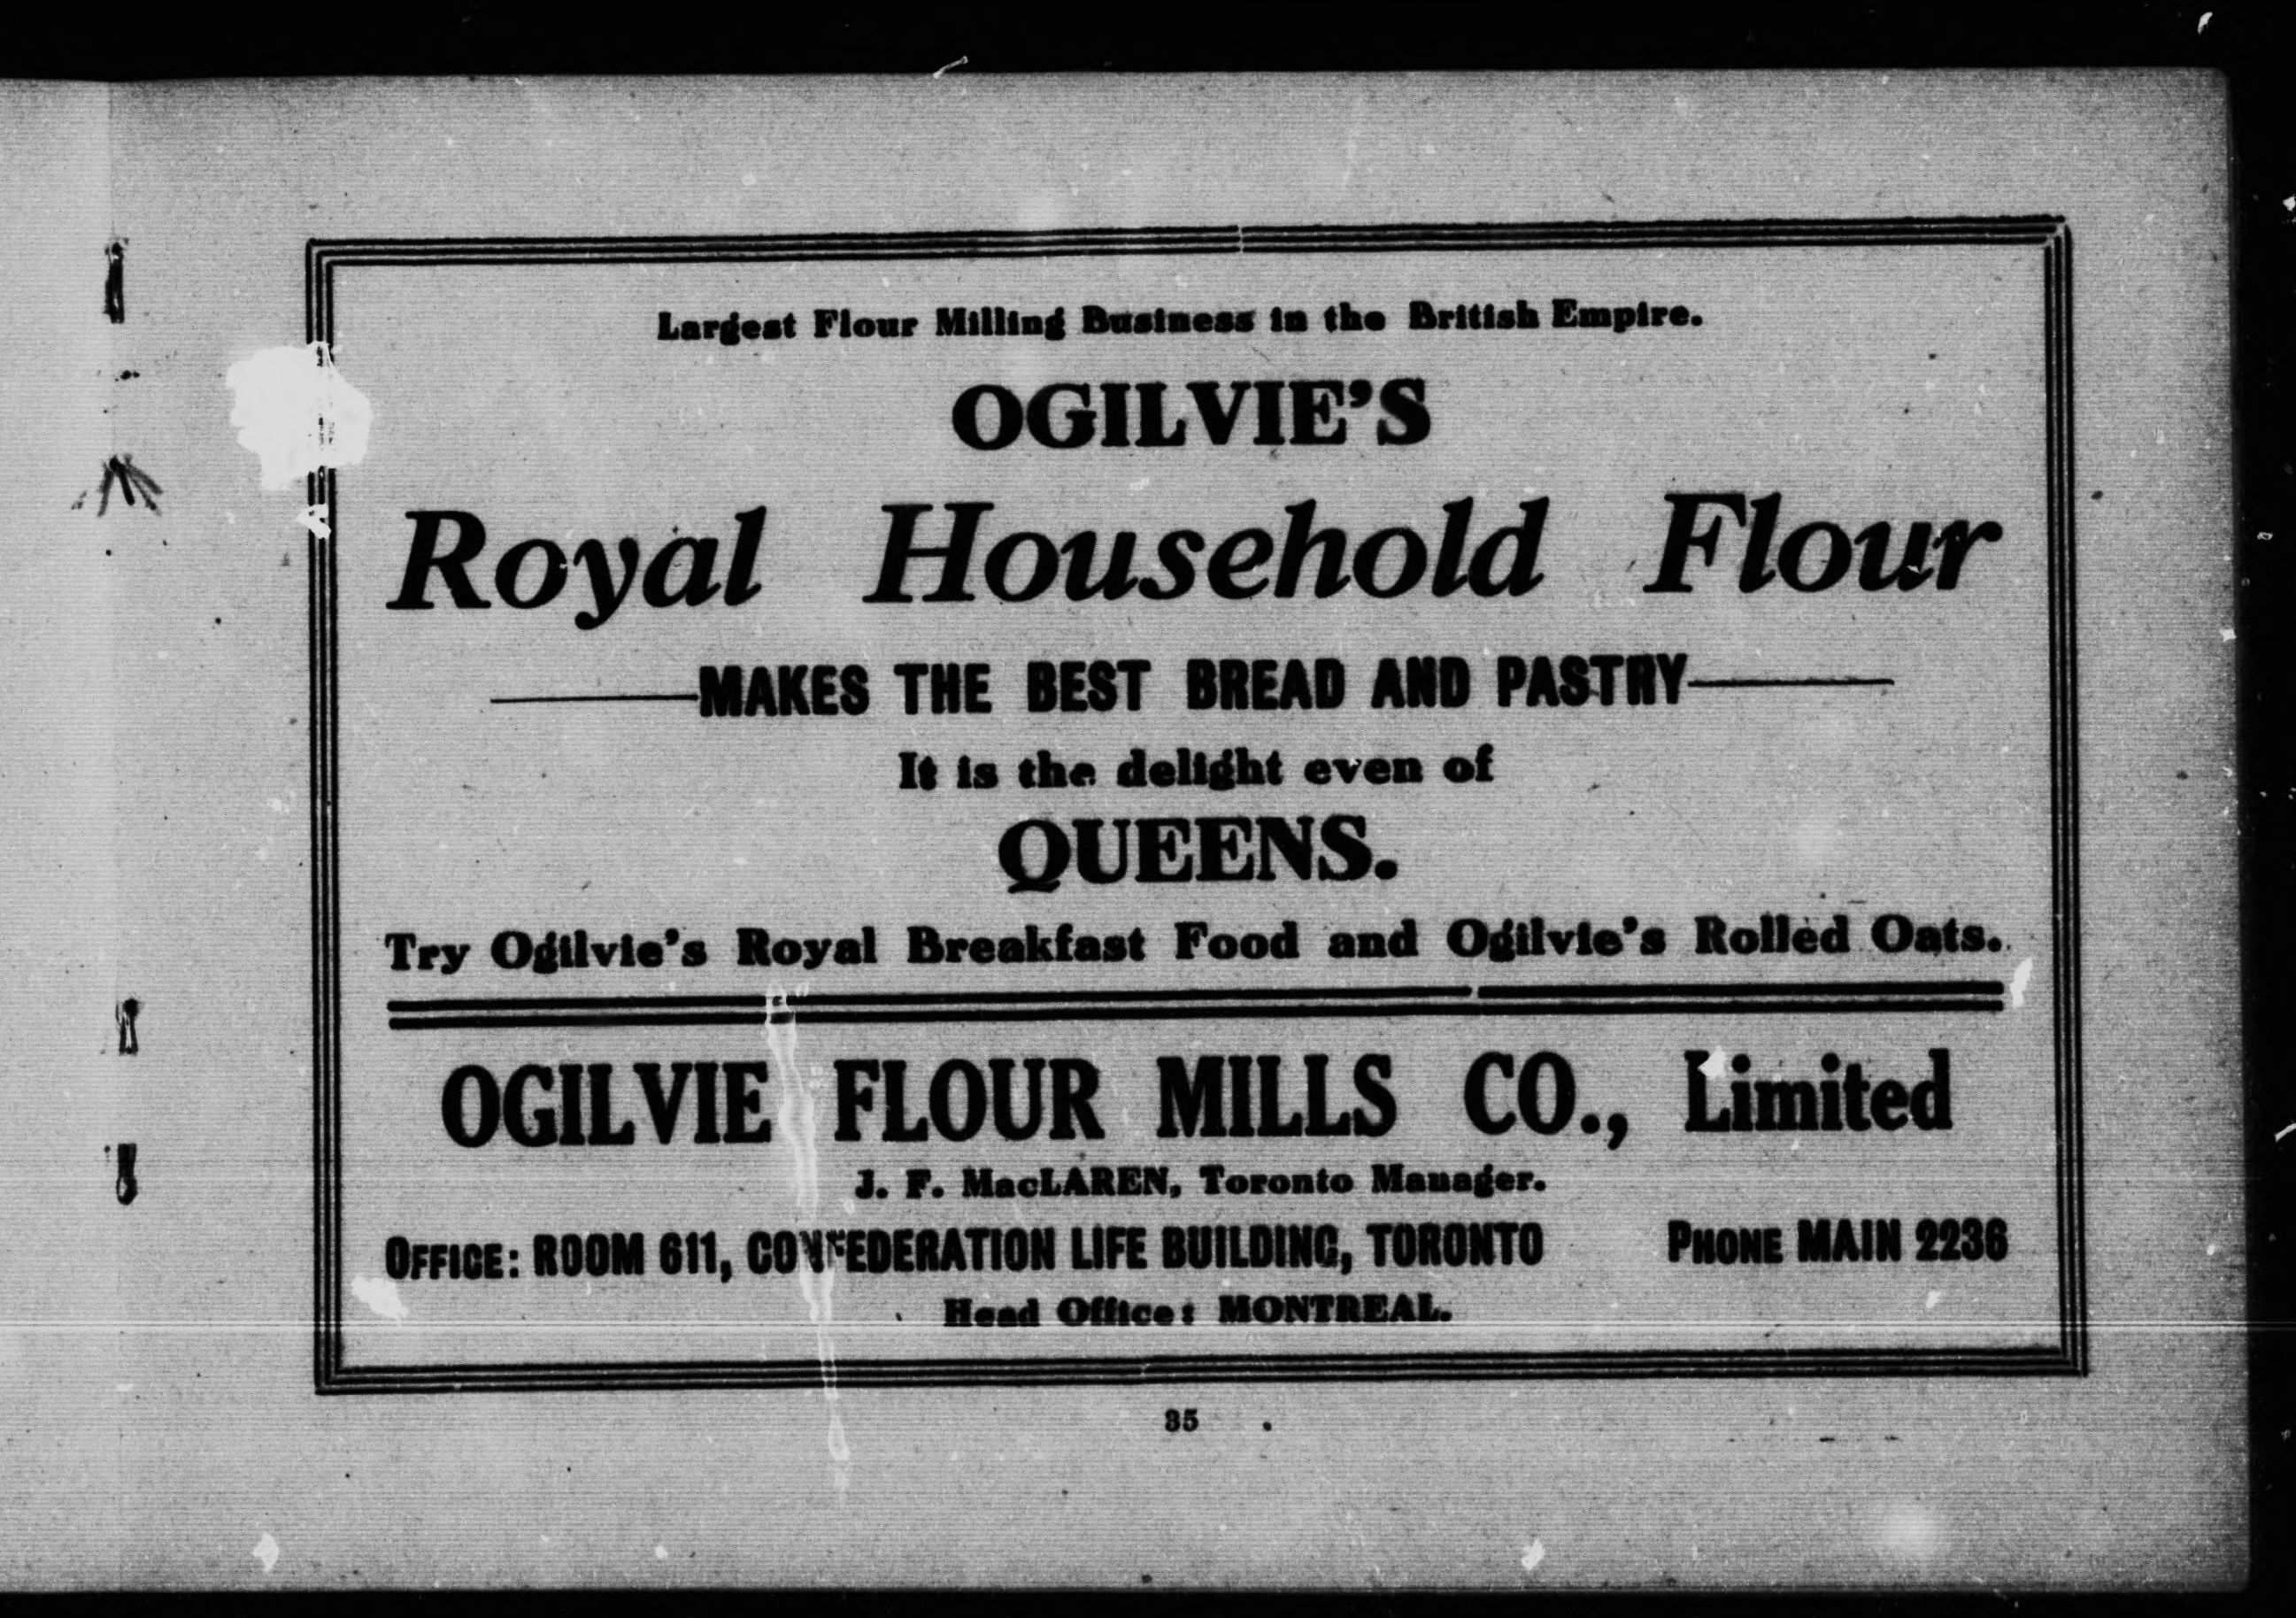 Largest Flour Milling Business in the British Empire.
OGILVIE'S
Royal Household Flour
MAKES THE BEST BREAD AND PASTRY
It is the delight even of
QUEENS.
Try Ogilvie's Royal Breakfast Food and Ogilvie's Rolled Oats.
OGILVIE FLOUR MILLS CO., Limited
J. F. MacLAREN, Toronto Manager.
OFFICE: ROOM 611, CONFEDERATION LIFE BUILDING, TORONTO PHONE MAIN 2236
Head Office: MONTREAL.
35